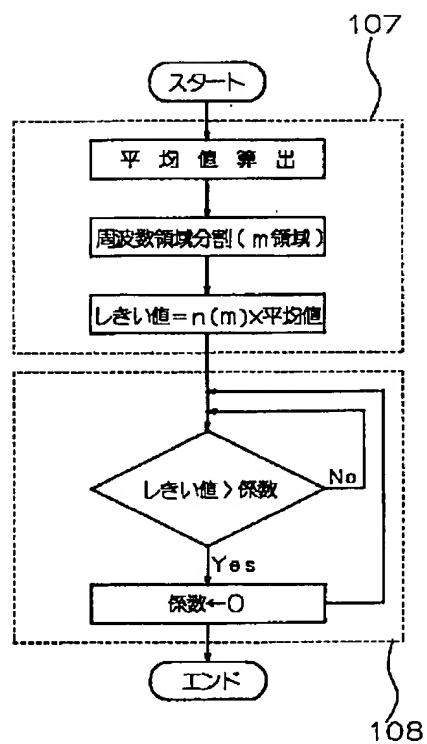 107
スタート
平均値算出
周波数領域分割(m領域)
しきい値=n(m)×平均値
しきい値>係数
No
Yes
係数←0
エンド
108